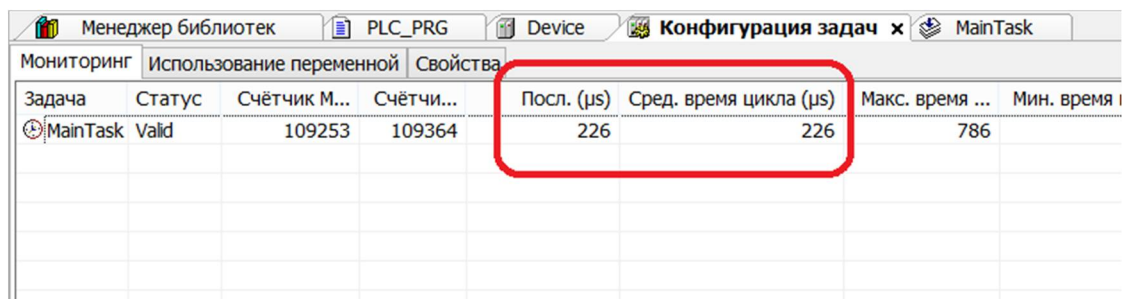 Менеджер библиотек PLC_PRG Device Конфигурация задач x MainTask
Мониторинг Использование переменной Свойства
Задача Статус Счётчик М... Счётчи... Посл. (µs) Сред. время цикла (µs) Макс. время ... Мин. время
MainTask Valid 109253 109364 226 226 786